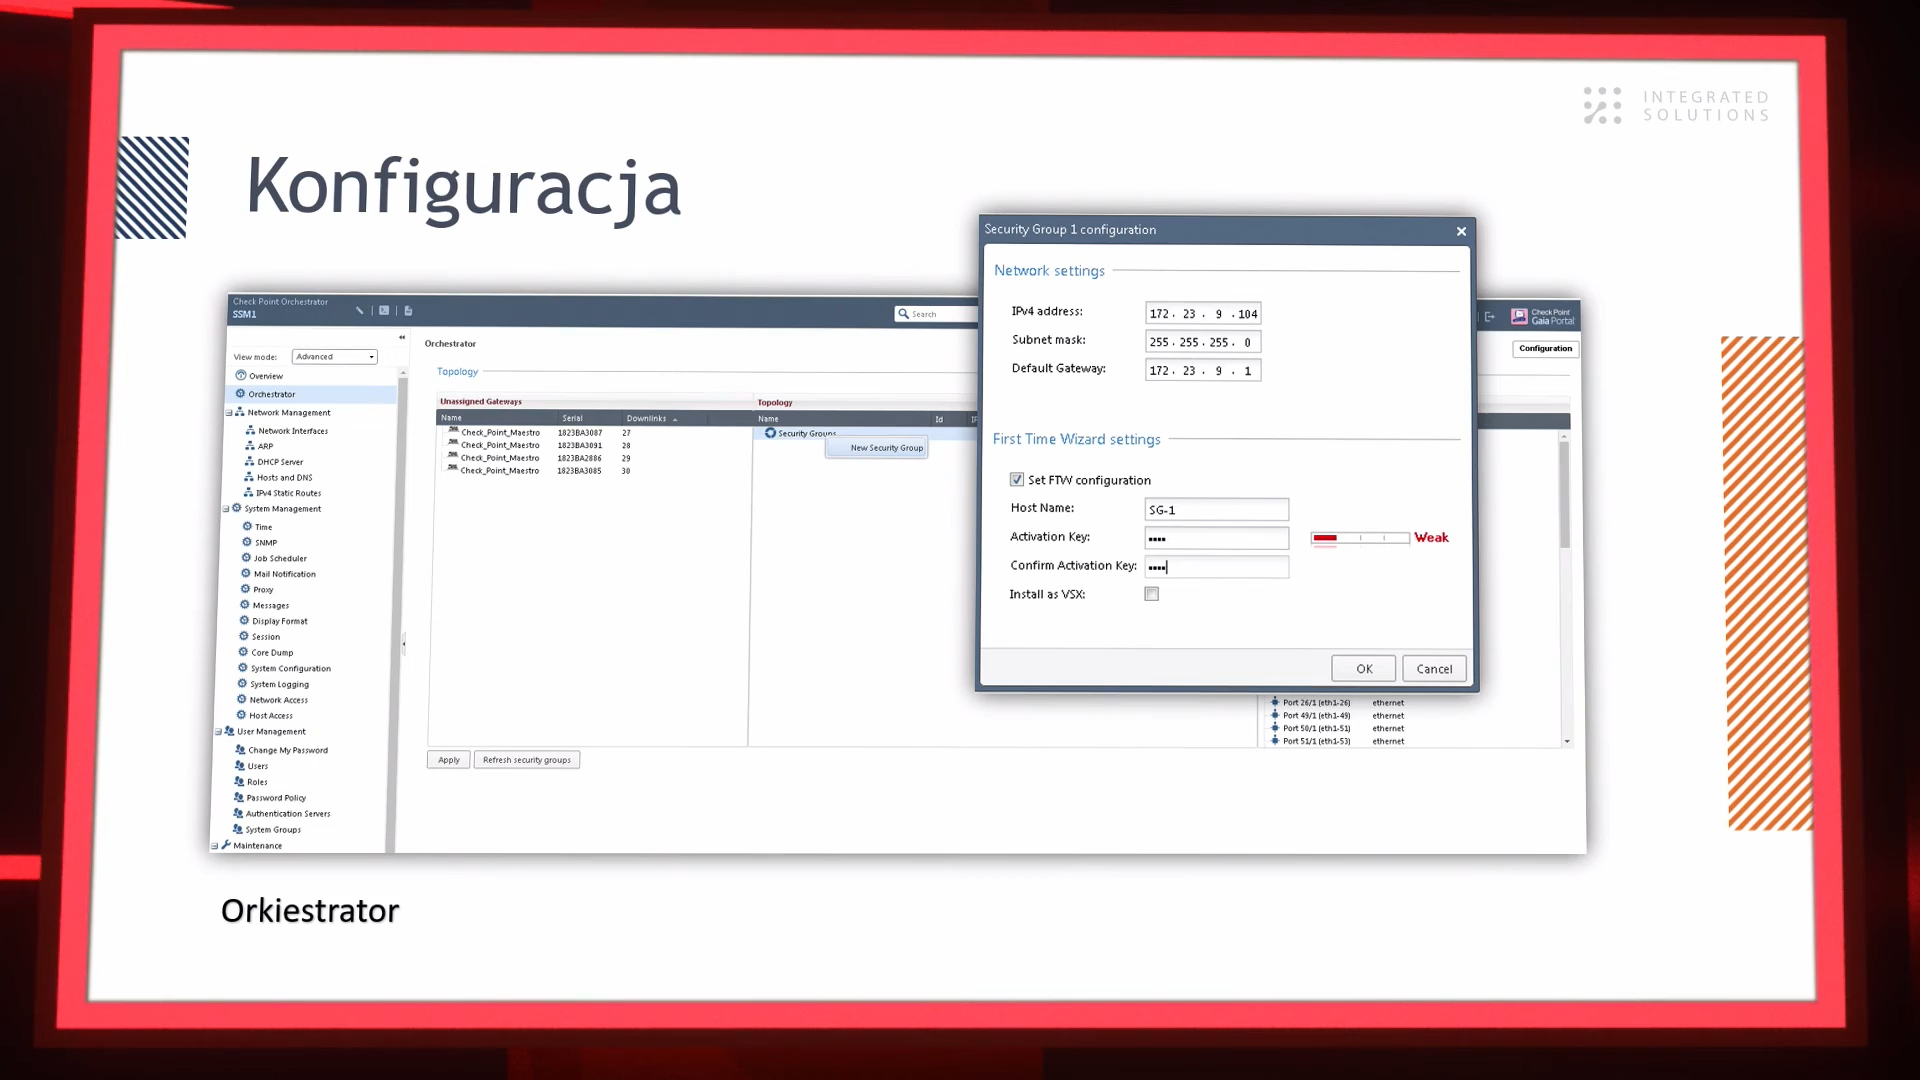 INTEGRATED
SOLUTIONS
Konfiguracja
Check Point Orchestrator
SSM1
Search
Check Point
Gaia Portal
View mode: Advanced
Configuration
Overview
Orchestrator
Network Management
Network Interfaces
ARP
DHCP Server
Hosts and DNS
IPv4 Static Routes
System Management
Time
SNMP
Job Scheduler
Mail Notification
Proxy
Messages
Display Format
Session
Core Dump
System Configuration
System Logging
Network Access
Host Access
User Management
Change My Password
Users
Roles
Password Policy
Authentication Servers
System Groups
Maintenance
Orchestrator
Topology
Unassigned Gateways
Name Serial Downlinks
Check_Point_Maestro 1823BA3087 27
Check_Point_Maestro 1823BA3091 28
Check_Point_Maestro 1823BA2886 29
Check_Point_Maestro 1823BA3085 30
Topology
Name Id
Security Groups
New Security Group
Apply Refresh security groups
Security Group 1 configuration
Network settings
IPv4 address: 172 . 23 . 9 . 104
Subnet mask: 255 . 255 . 255 . 0
Default Gateway: 172 . 23 . 9 . 1
First Time Wizard settings
Set FTW configuration
Host Name: SG-1
Activation Key: •••• Weak
Confirm Activation Key: ••••
Install as VSX:
OK Cancel
Port 26/1 (eth1-26) ethernet
Port 49/1 (eth1-49) ethernet
Port 50/1 (eth1-51) ethernet
Port 51/1 (eth1-53) ethernet
Orkiestrator